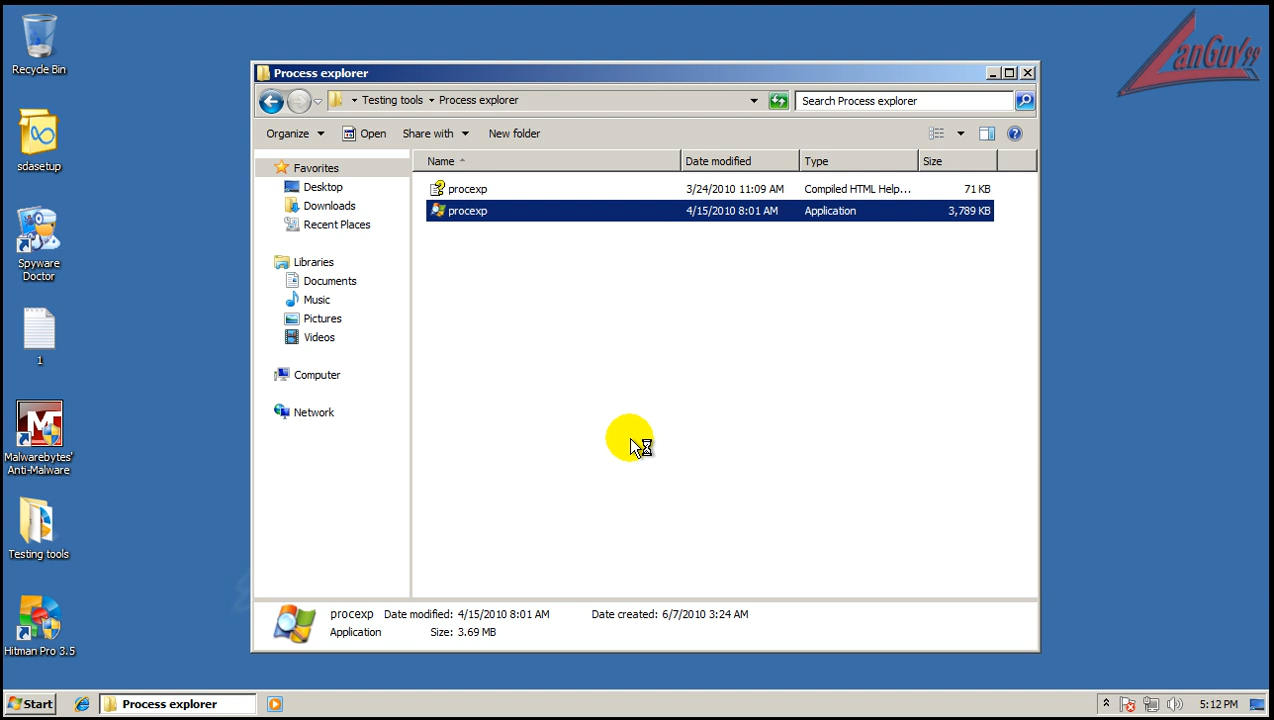 Recycle Bin
sdasetup
Spyware
Doctor
1
Malwarebytes'
Anti-Malware
Testing tools
Hitman Pro 3.5
LanGuy99
Process explorer
Testing tools Process explorer
Search Process explorer
Organize Open Share with New folder
Favorites
Desktop
Downloads
Recent Places
Libraries
Documents
Music
Pictures
Videos
Computer
Network
Name Date modified Type Size
procexp 3/24/2010 11:09 AM Compiled HTML Help... 71 KB
procexp 4/15/2010 8:01 AM Application 3,789 KB
procexp Date modified: 4/15/2010 8:01 AM Date created: 6/7/2010 3:24 AM
Application Size: 3.69 MB
Start Process explorer 5:12 PM